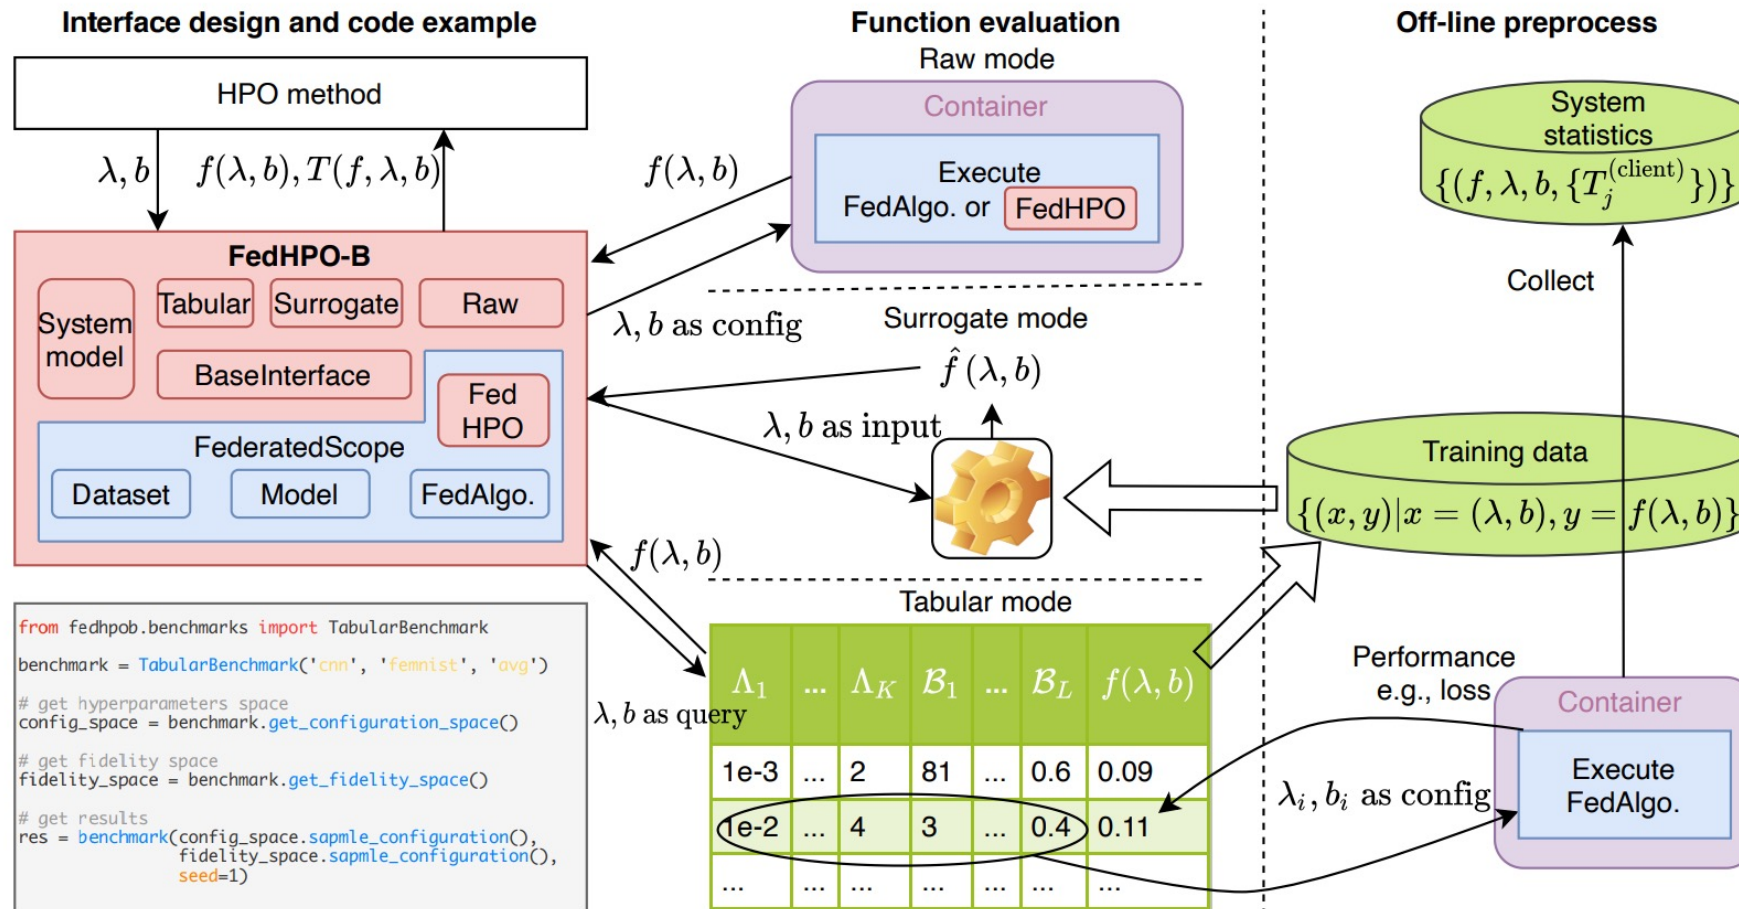 Interface design and code example
HPO method
λ, b
f(λ, b), T(f, λ, b)
FedHPO-B
System
model
Tabular
Surrogate
Raw
BaseInterface
Fed
HPO
FederatedScope
Dataset
Model
FedAlgo.
from fedhpob.benchmarks import TabularBenchmark
benchmark = TabularBenchmark('cnn', 'femnist', 'avg')
# get hyperparameters space
config_space = benchmark.get_configuration_space()
# get fidelity space
fidelity_space = benchmark.get_fidelity_space()
# get results
res = benchmark(config_space.sapmle_configuration(),
fidelity_space.sapmle_configuration(),
seed=1)
Function evaluation
Raw mode
Container
Execute
FedAlgo. or FedHPO
f(λ, b)
λ, b as config
Surrogate mode
f̂ (λ, b)
λ, b as input
f(λ, b)
λ, b as query
Tabular mode
Λ₁ ... Λ_K ℬ₁ ... ℬ_L f(λ, b)
1e-3 ... 2 81 ... 0.6 0.09
1e-2 ... 4 3 ... 0.4 0.11
... ... ... ...
Off-line preprocess
System
statistics
{(f, λ, b, {T_j^(client)})}
Collect
Training data
{(x, y)|x = (λ, b), y = f(λ, b)}
Performance
e.g., loss
Container
Execute
FedAlgo.
λᵢ, bᵢ as config